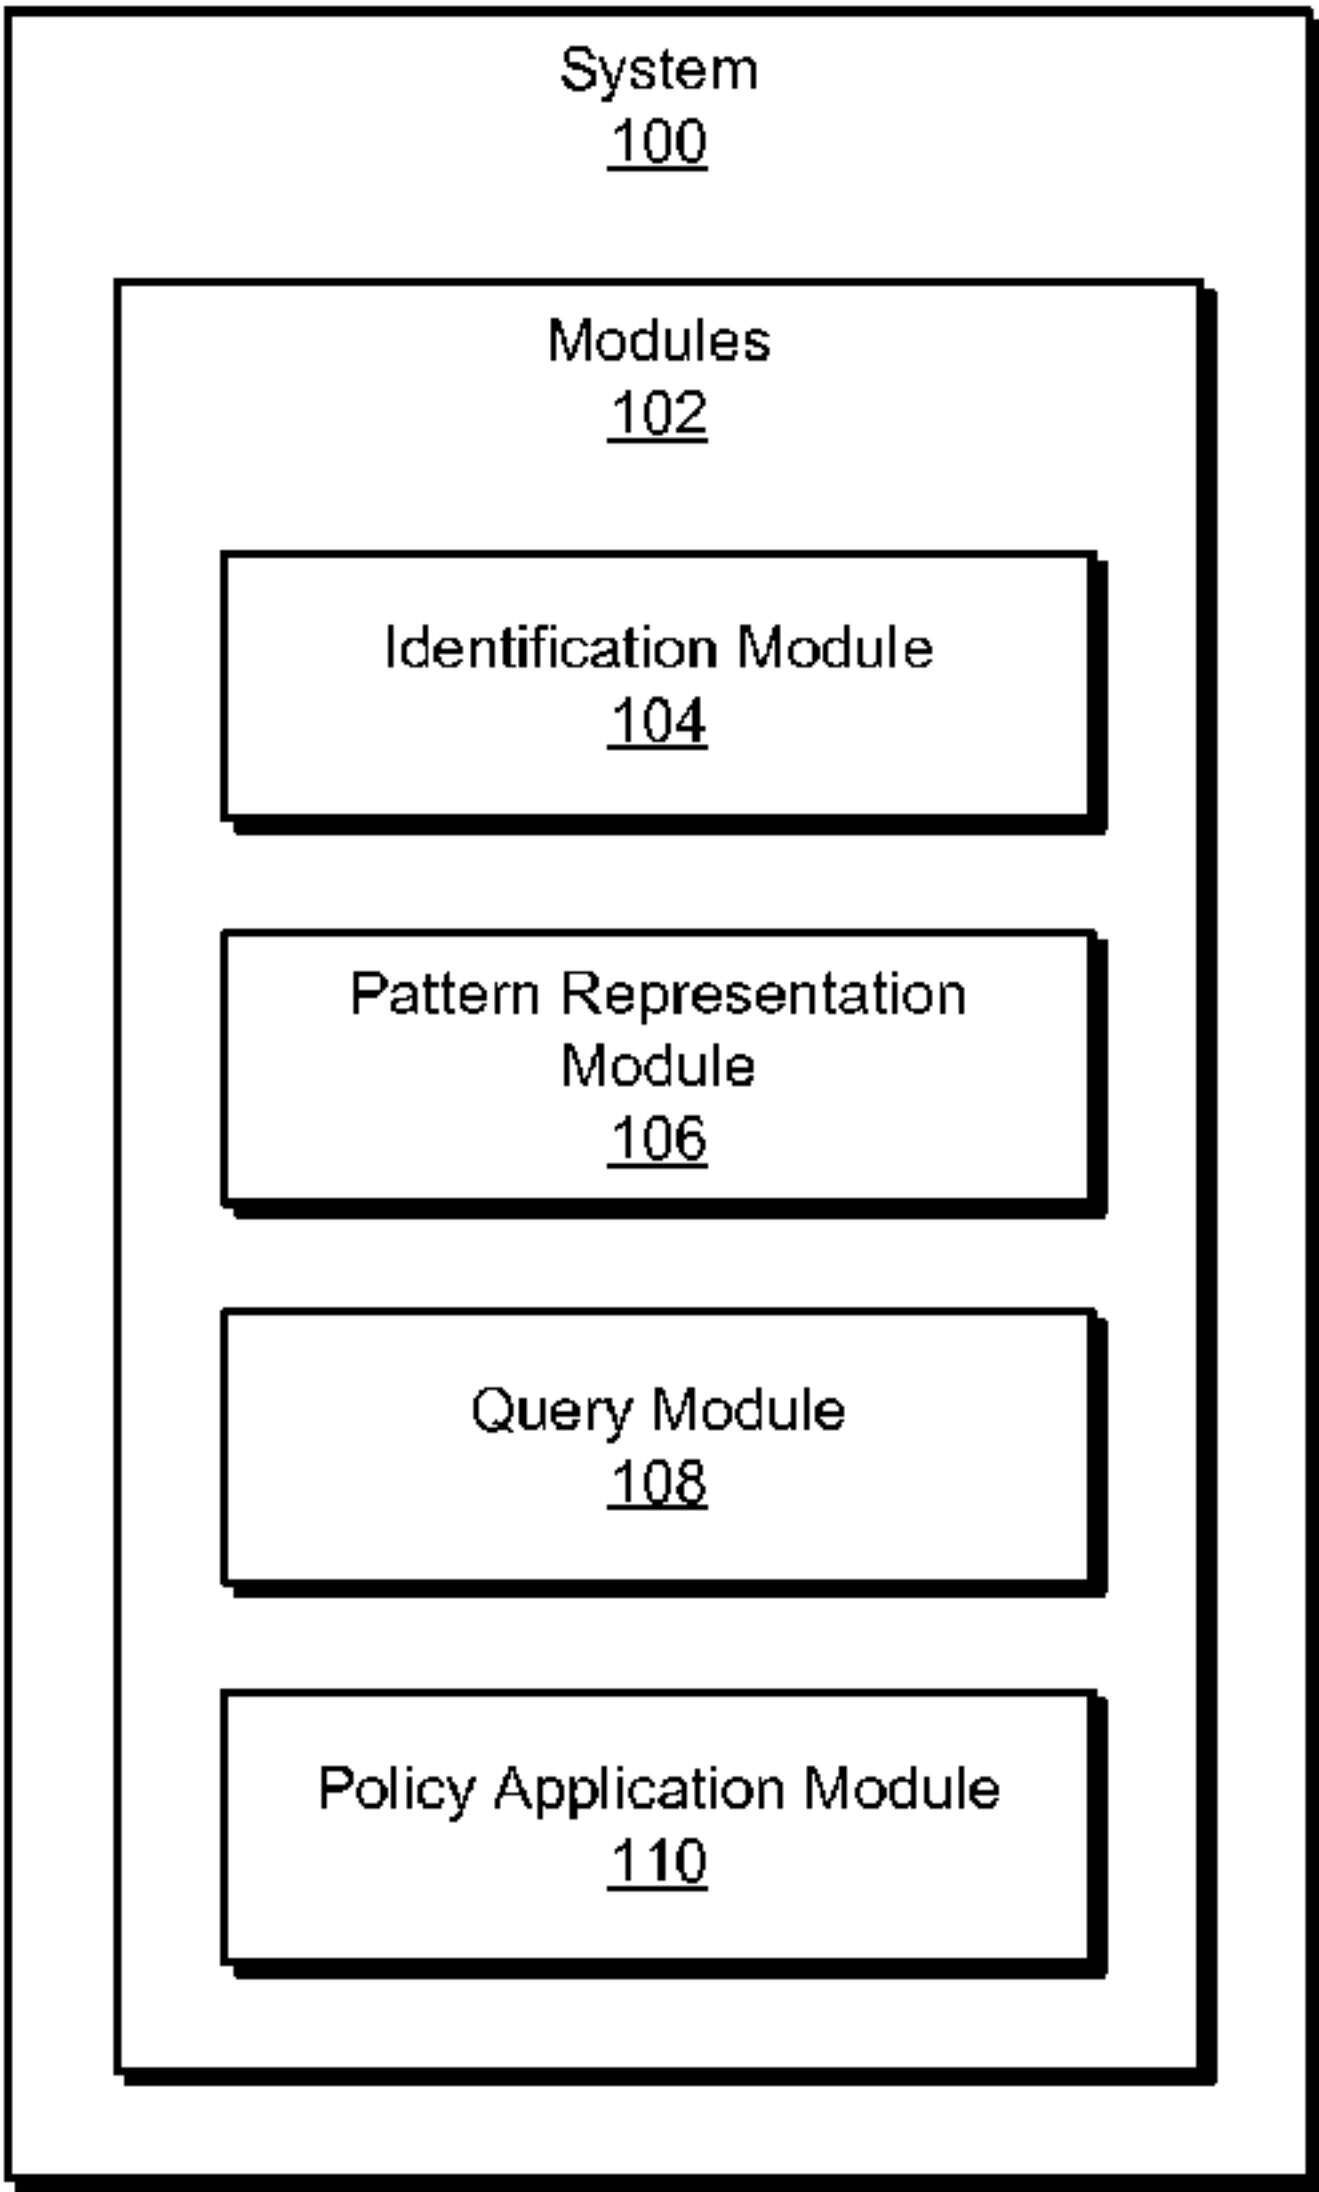 System
100
Modules
102
Identification Module
104
Pattern Representation
Module
106
Query Module
108
Policy Application Module
110